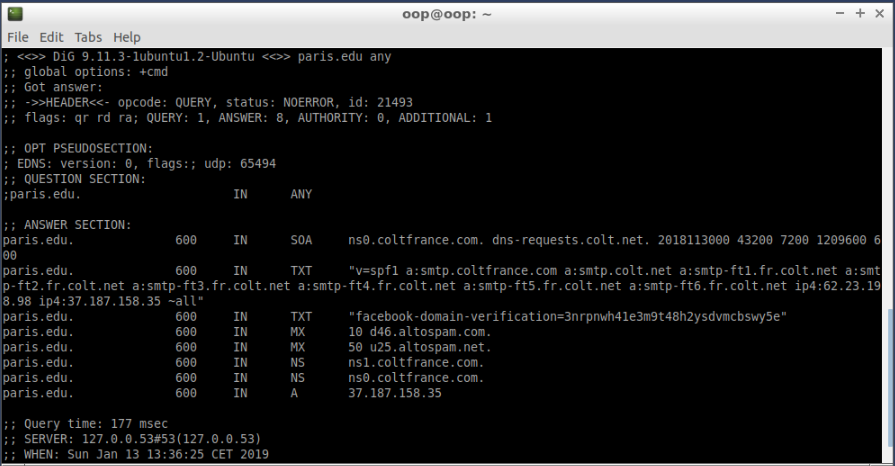 oop@oop: ~
File Edit Tabs Help
; <<>> DiG 9.11.3-1ubuntu1.2-Ubuntu <<>> paris.edu any
;; global options: +cmd
;; Got answer:
;; ->>HEADER<<- opcode: QUERY, status: NOERROR, id: 21493
;; flags: qr rd ra; QUERY: 1, ANSWER: 8, AUTHORITY: 0, ADDITIONAL: 1
;; OPT PSEUDOSECTION:
; EDNS: version: 0, flags:; udp: 65494
;; QUESTION SECTION:
;paris.edu. IN ANY
;; ANSWER SECTION:
paris.edu. 600 IN SOA ns0.coltfrance.com. dns-requests.colt.net. 2018113000 43200 7200 1209600 6
00
paris.edu. 600 IN TXT "v=spf1 a:smtp.coltfrance.com a:smtp.colt.net a:smtp-ft1.fr.colt.net a:smt
p-ft2.fr.colt.net a:smtp-ft3.fr.colt.net a:smtp-ft4.fr.colt.net a:smtp-ft5.fr.colt.net a:smtp-ft6.fr.colt.net ip4:62.23.19
8.98 ip4:37.187.158.35 ~all"
paris.edu. 600 IN TXT "facebook-domain-verification=3nrpnwh41e3m9t48h2ysdvmcbswy5e"
paris.edu. 600 IN MX 10 d46.altospam.com.
paris.edu. 600 IN MX 50 u25.altospam.net.
paris.edu. 600 IN NS ns1.coltfrance.com.
paris.edu. 600 IN NS ns0.coltfrance.com.
paris.edu. 600 IN A 37.187.158.35
;; Query time: 177 msec
;; SERVER: 127.0.0.53#53(127.0.0.53)
;; WHEN: Sun Jan 13 13:36:25 CET 2019